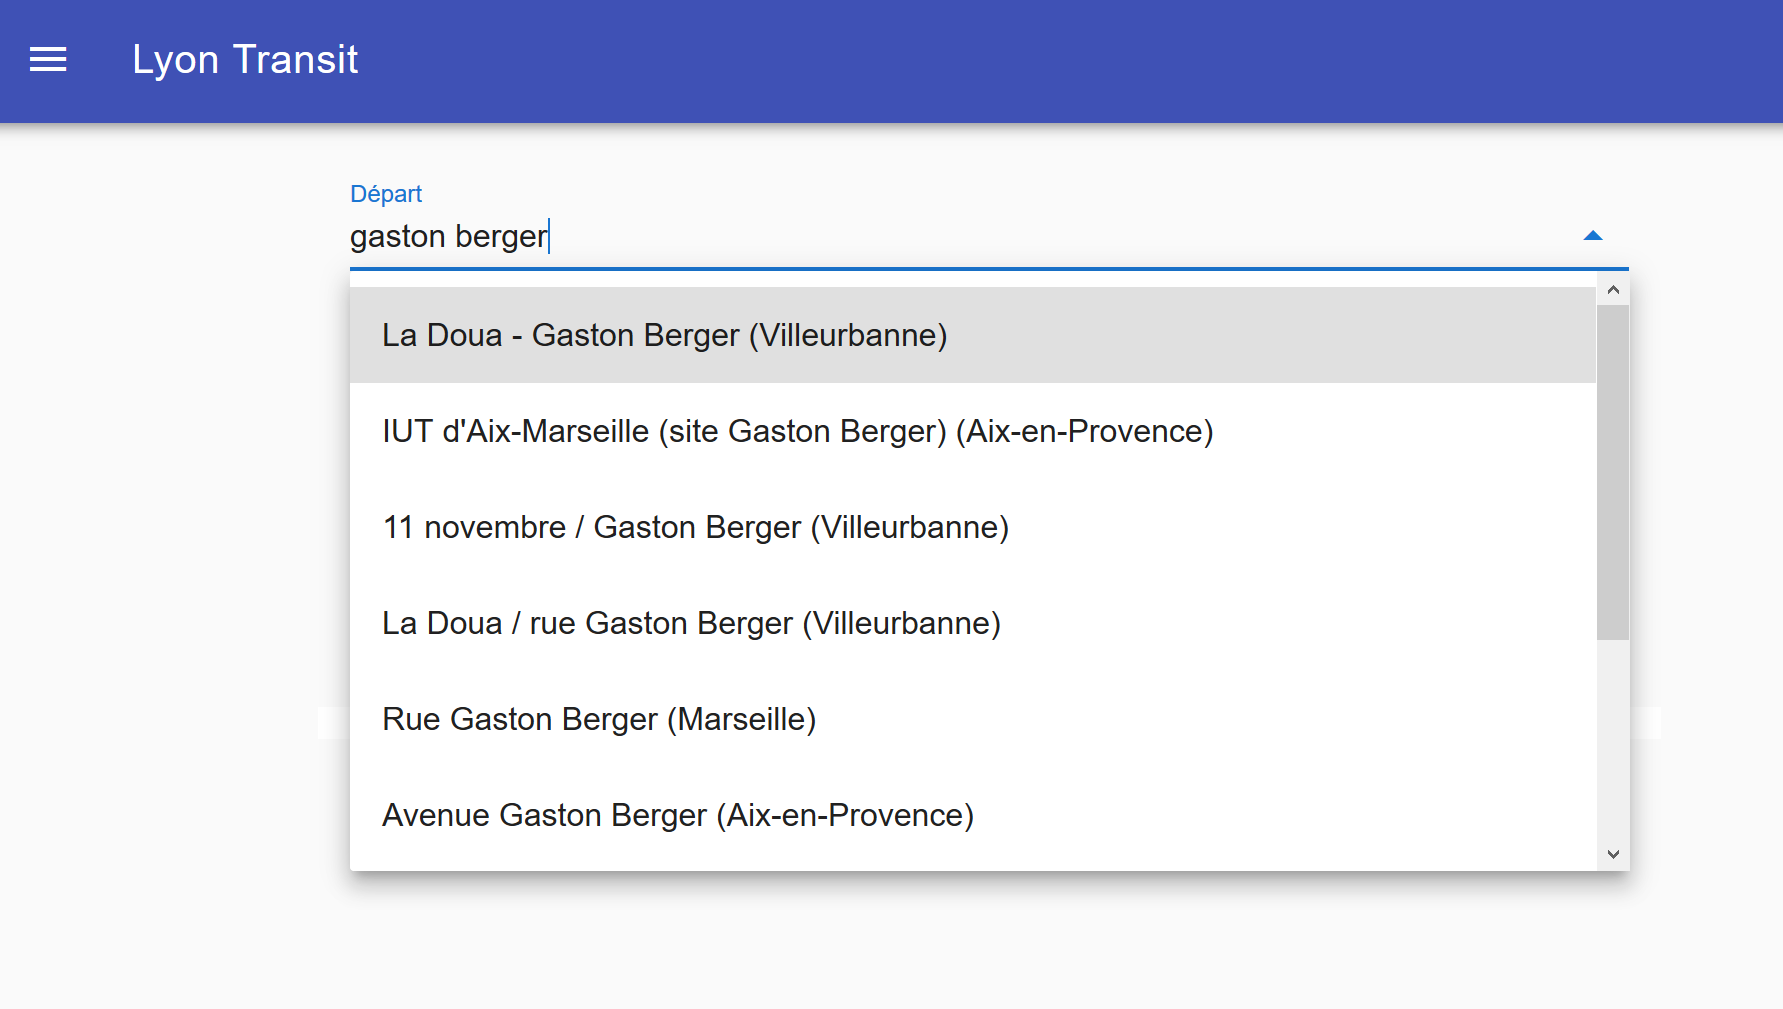 Lyon Transit
Départ
gaston berger
La Doua - Gaston Berger (Villeurbanne)
IUT d'Aix-Marseille (site Gaston Berger) (Aix-en-Provence)
11 novembre / Gaston Berger (Villeurbanne)
La Doua / rue Gaston Berger (Villeurbanne)
Rue Gaston Berger (Marseille)
Avenue Gaston Berger (Aix-en-Provence)